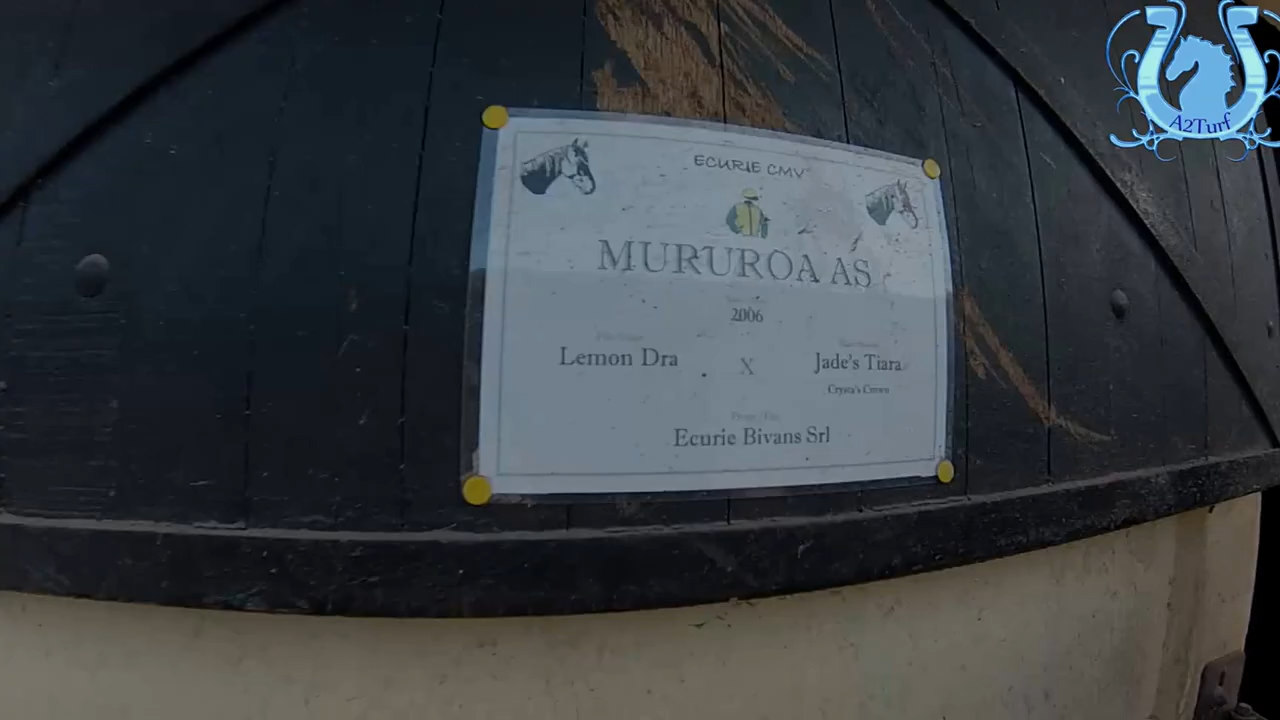 A2Turf
ECURIE CMV
MURUROA AS
2006
Lemon Dra X Jade's Tiara
Crysta's Crown
Ecurie Bivans Srl